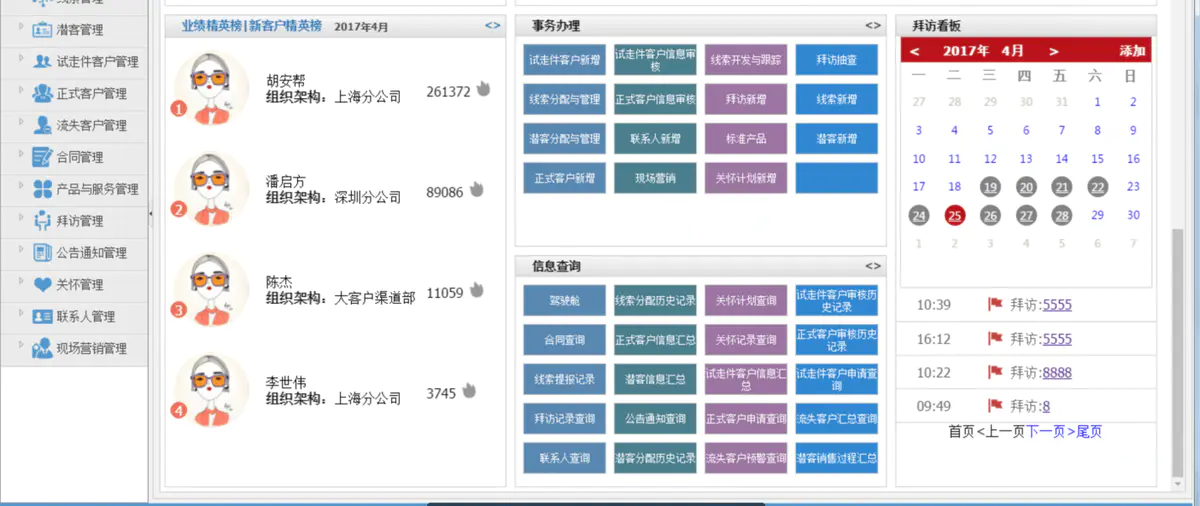 潜客管理
试走件客户管理
正式客户管理
流失客户管理
合同管理
产品与服务管理
拜访管理
公告通知管理
关怀管理
联系人管理
现场营销管理
业绩精英榜|新客户精英榜 2017年4月 <>
1
胡安帮
组织架构：上海分公司
261372
2
潘启方
组织架构：深圳分公司
89086
3
陈杰
组织架构：大客户渠道部
11059
4
李世伟
组织架构：上海分公司
3745
事务办理 <>
试走件客户新增 试走件客户信息审核 线索开发与跟踪 拜访抽查
线索分配与管理 正式客户信息审核 拜访新增 线索新增
潜客分配与管理 联系人新增 标准产品 潜客新增
正式客户新增 现场营销 关怀计划新增
信息查询 <>
驾驶舱 线索分配历史记录 关怀计划查询 试走件客户审核历史记录
合同查询 正式客户信息汇总 关怀记录查询 正式客户审核历史记录
线索提报记录 潜客信息汇总 试走件客户信息汇总 试走件客户申请查询
拜访记录查询 公告通知查询 正式客户申请查询 流失客户汇总查询
联系人查询 潜客分配历史记录 流失客户预警查询 潜客销售过程汇总
拜访看板
< 2017年 4月 > 添加
一 二 三 四 五 六 日
27 28 29 30 31 1 2
3 4 5 6 7 8 9
10 11 12 13 14 15 16
17 18 19 20 21 22 23
24 25 26 27 28 29 30
1 2 3 4 5 6 7
10:39 拜访:5555
16:12 拜访:5555
10:22 拜访:8888
09:49 拜访:8
首页<上一页下一页>尾页